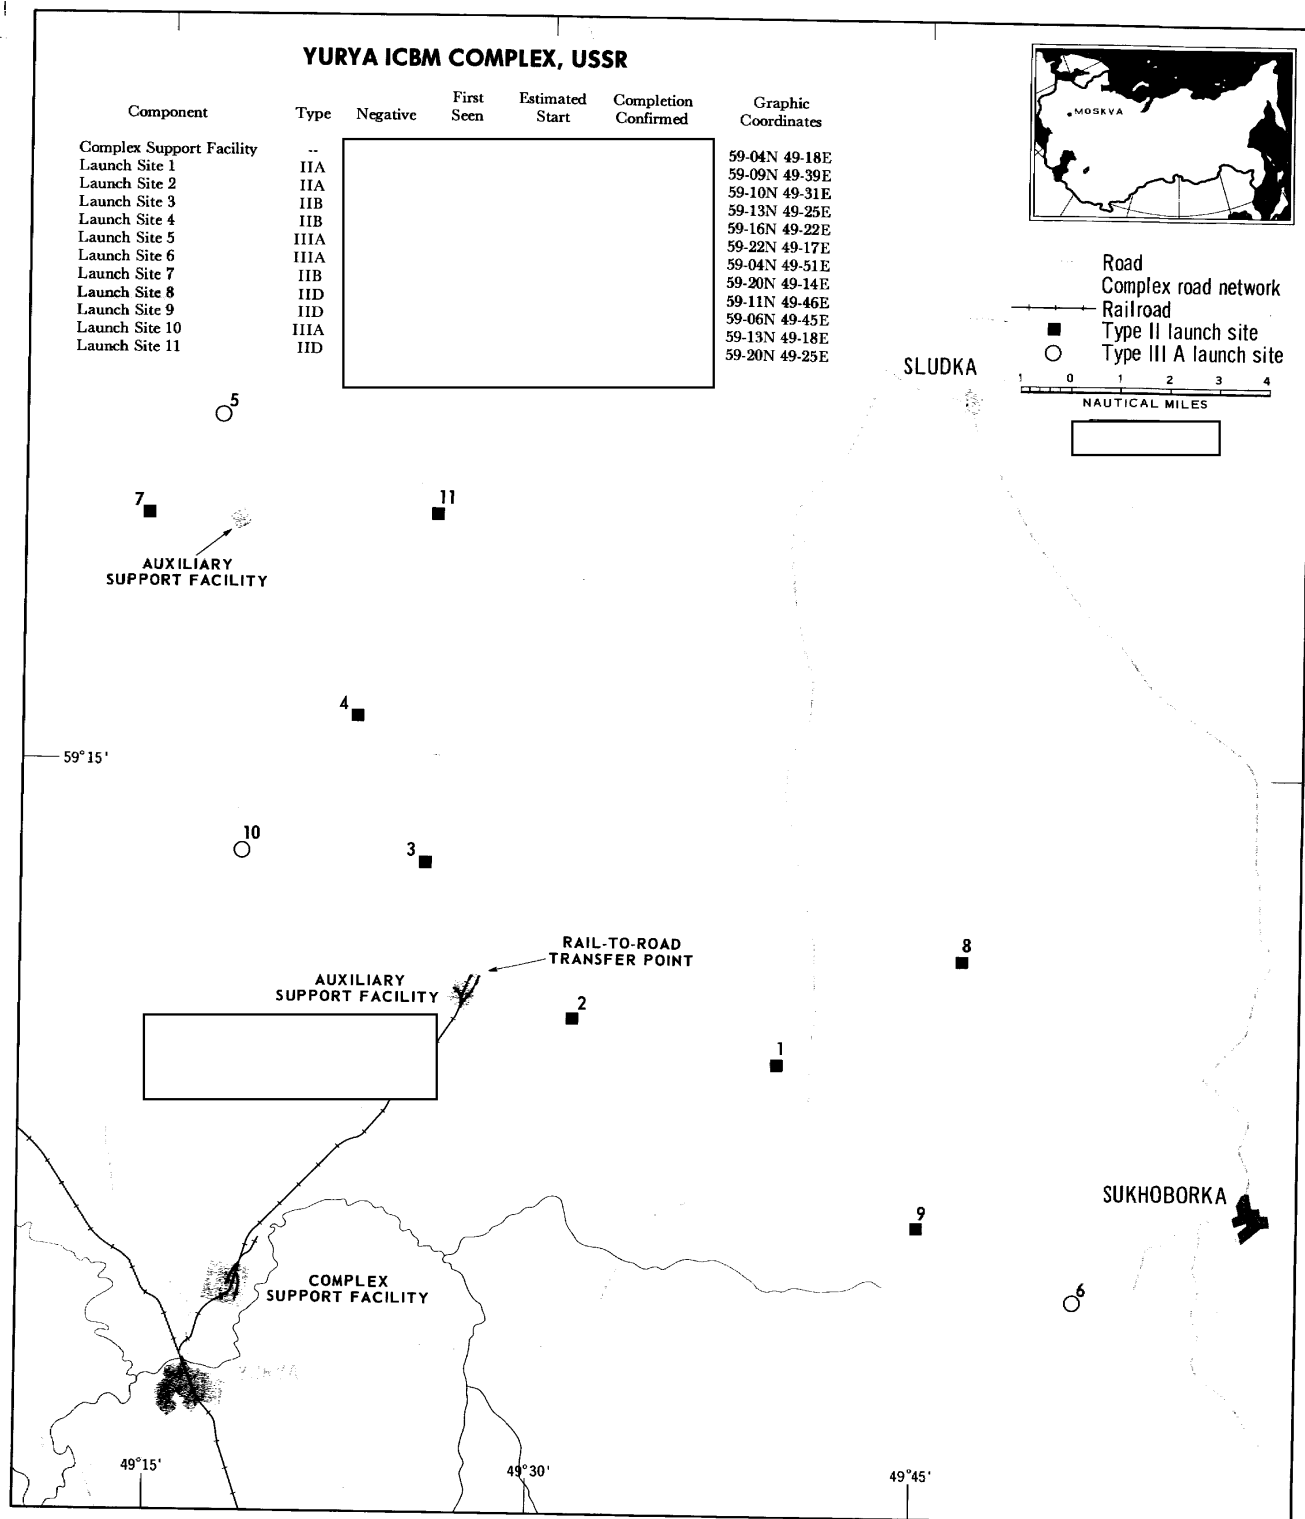 YURYA ICBM COMPLEX, USSR
Component Type Negative First Seen Estimated Start Completion Confirmed Graphic Coordinates
Complex Support Facility -- 59-04N 49-18E
Launch Site 1 IIA 59-09N 49-39E
Launch Site 2 IIA 59-10N 49-31E
Launch Site 3 IIB 59-13N 49-25E
Launch Site 4 IIB 59-16N 49-22E
Launch Site 5 IIIA 59-22N 49-17E
Launch Site 6 IIIA 59-04N 49-51E
Launch Site 7 IIB 59-20N 49-14E
Launch Site 8 IID 59-11N 49-46E
Launch Site 9 IID 59-06N 49-45E
Launch Site 10 IIIA 59-13N 49-18E
Launch Site 11 IID 59-20N 49-25E
MOSKVA
Road
Complex road network
Railroad
Type II launch site
Type III A launch site
1 0 1 2 3 4
NAUTICAL MILES
SLUDKA
5
7
11
AUXILIARY
SUPPORT FACILITY
4
59°15'
10
3
RAIL-TO-ROAD
TRANSFER POINT
8
AUXILIARY
SUPPORT FACILITY
2
1
SUKHOBORKA
9
COMPLEX
SUPPORT FACILITY
6
YURYA
49°15'
49°30'
49°45'